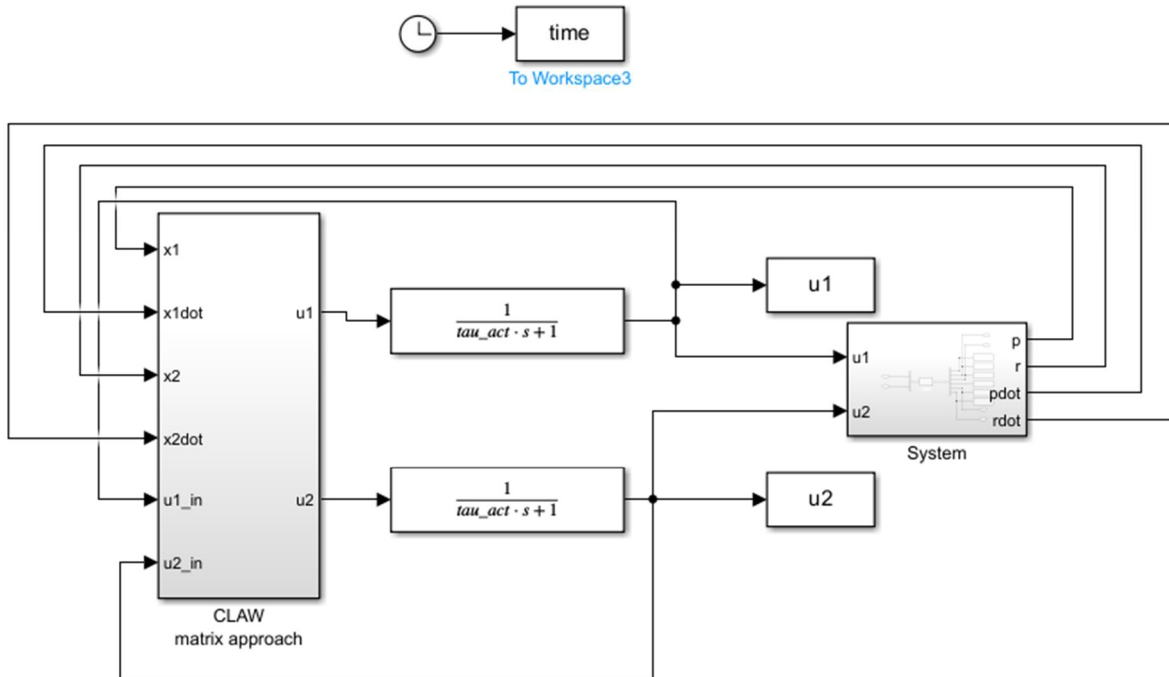 time
To Workspace3
x1
x1dot
x2
x2dot
u1_in
u2_in
u1
u2
CLAW
matrix approach
1
tau_act · s + 1
1
tau_act · s + 1
u1
u2
u1
u2
p
r
pdot
rdot
System